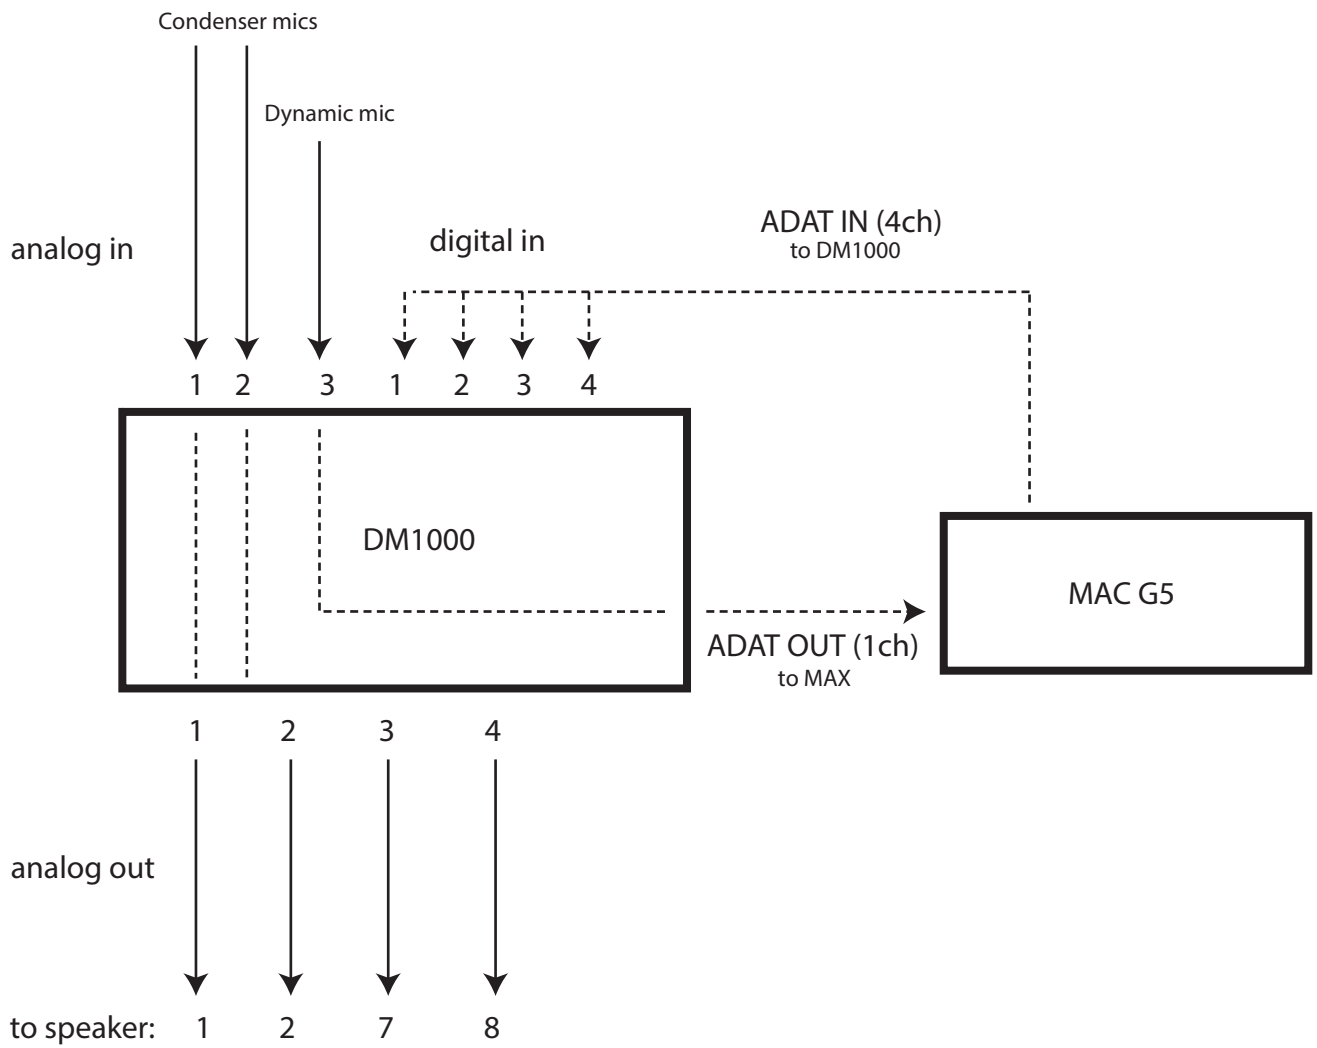 Condenser mics
Dynamic mic
ADAT IN (4ch)
to DM1000
analog in
digital in
1 2 3 1 2 3 4
DM1000
MAC G5
ADAT OUT (1ch)
to MAX
1 2 3 4
analog out
to speaker: 1 2 7 8